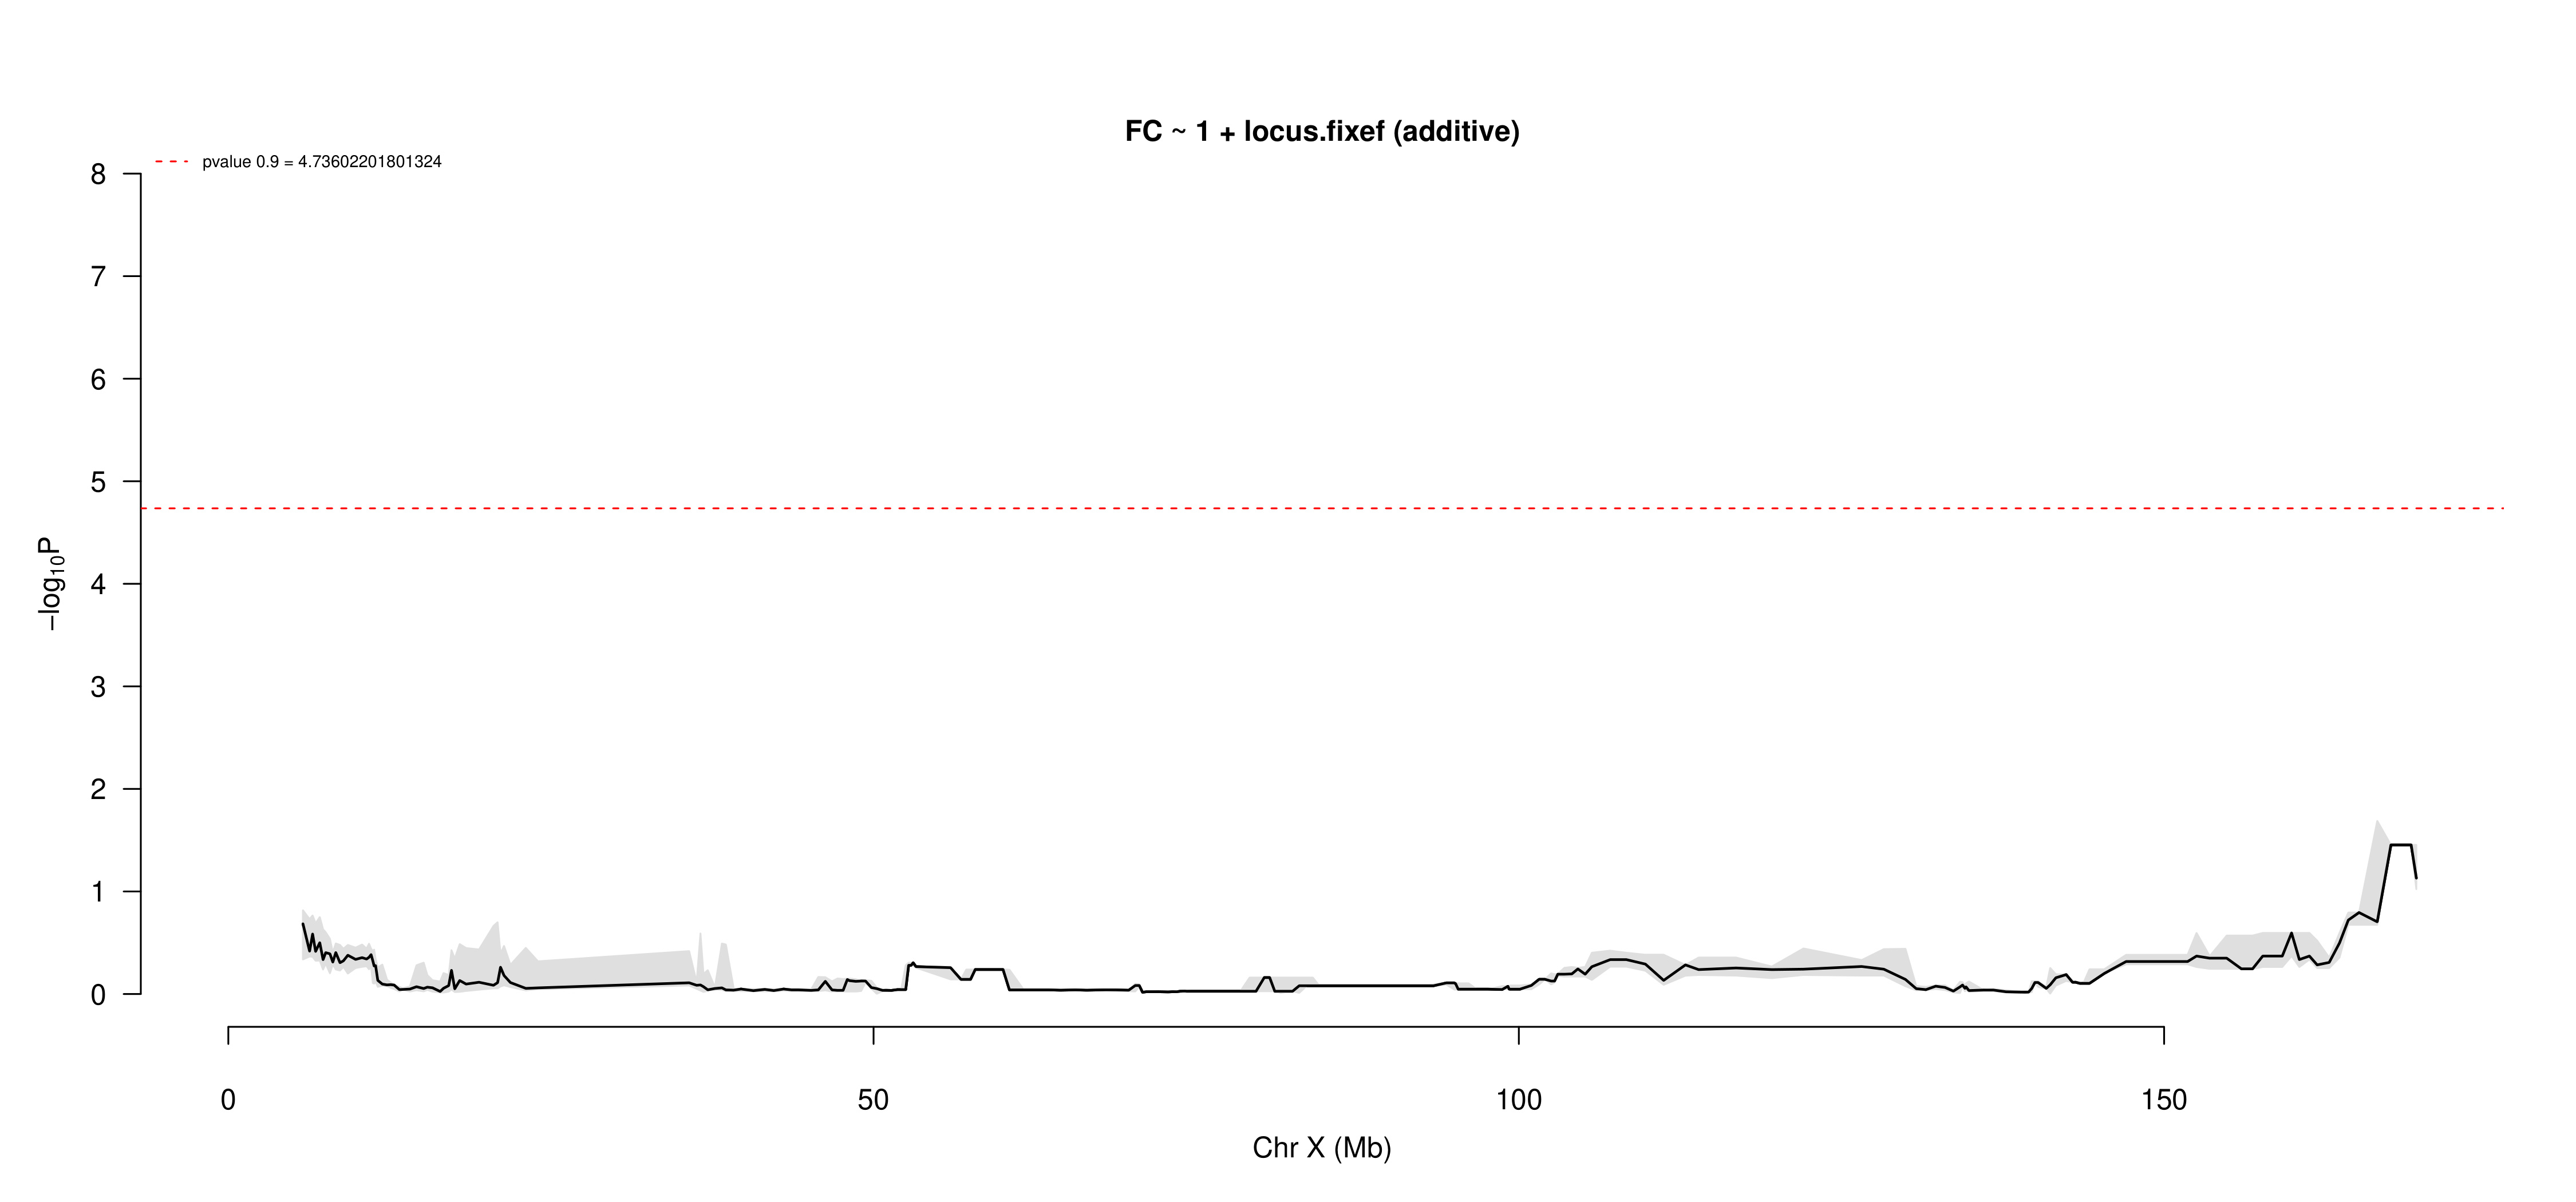 FC ~ 1 + locus.fixef (additive)
pvalue 0.9 = 4.73602201801324
8
7
6
5
4
3
2
1
0
−log10P
0 50 100 150
Chr X (Mb)